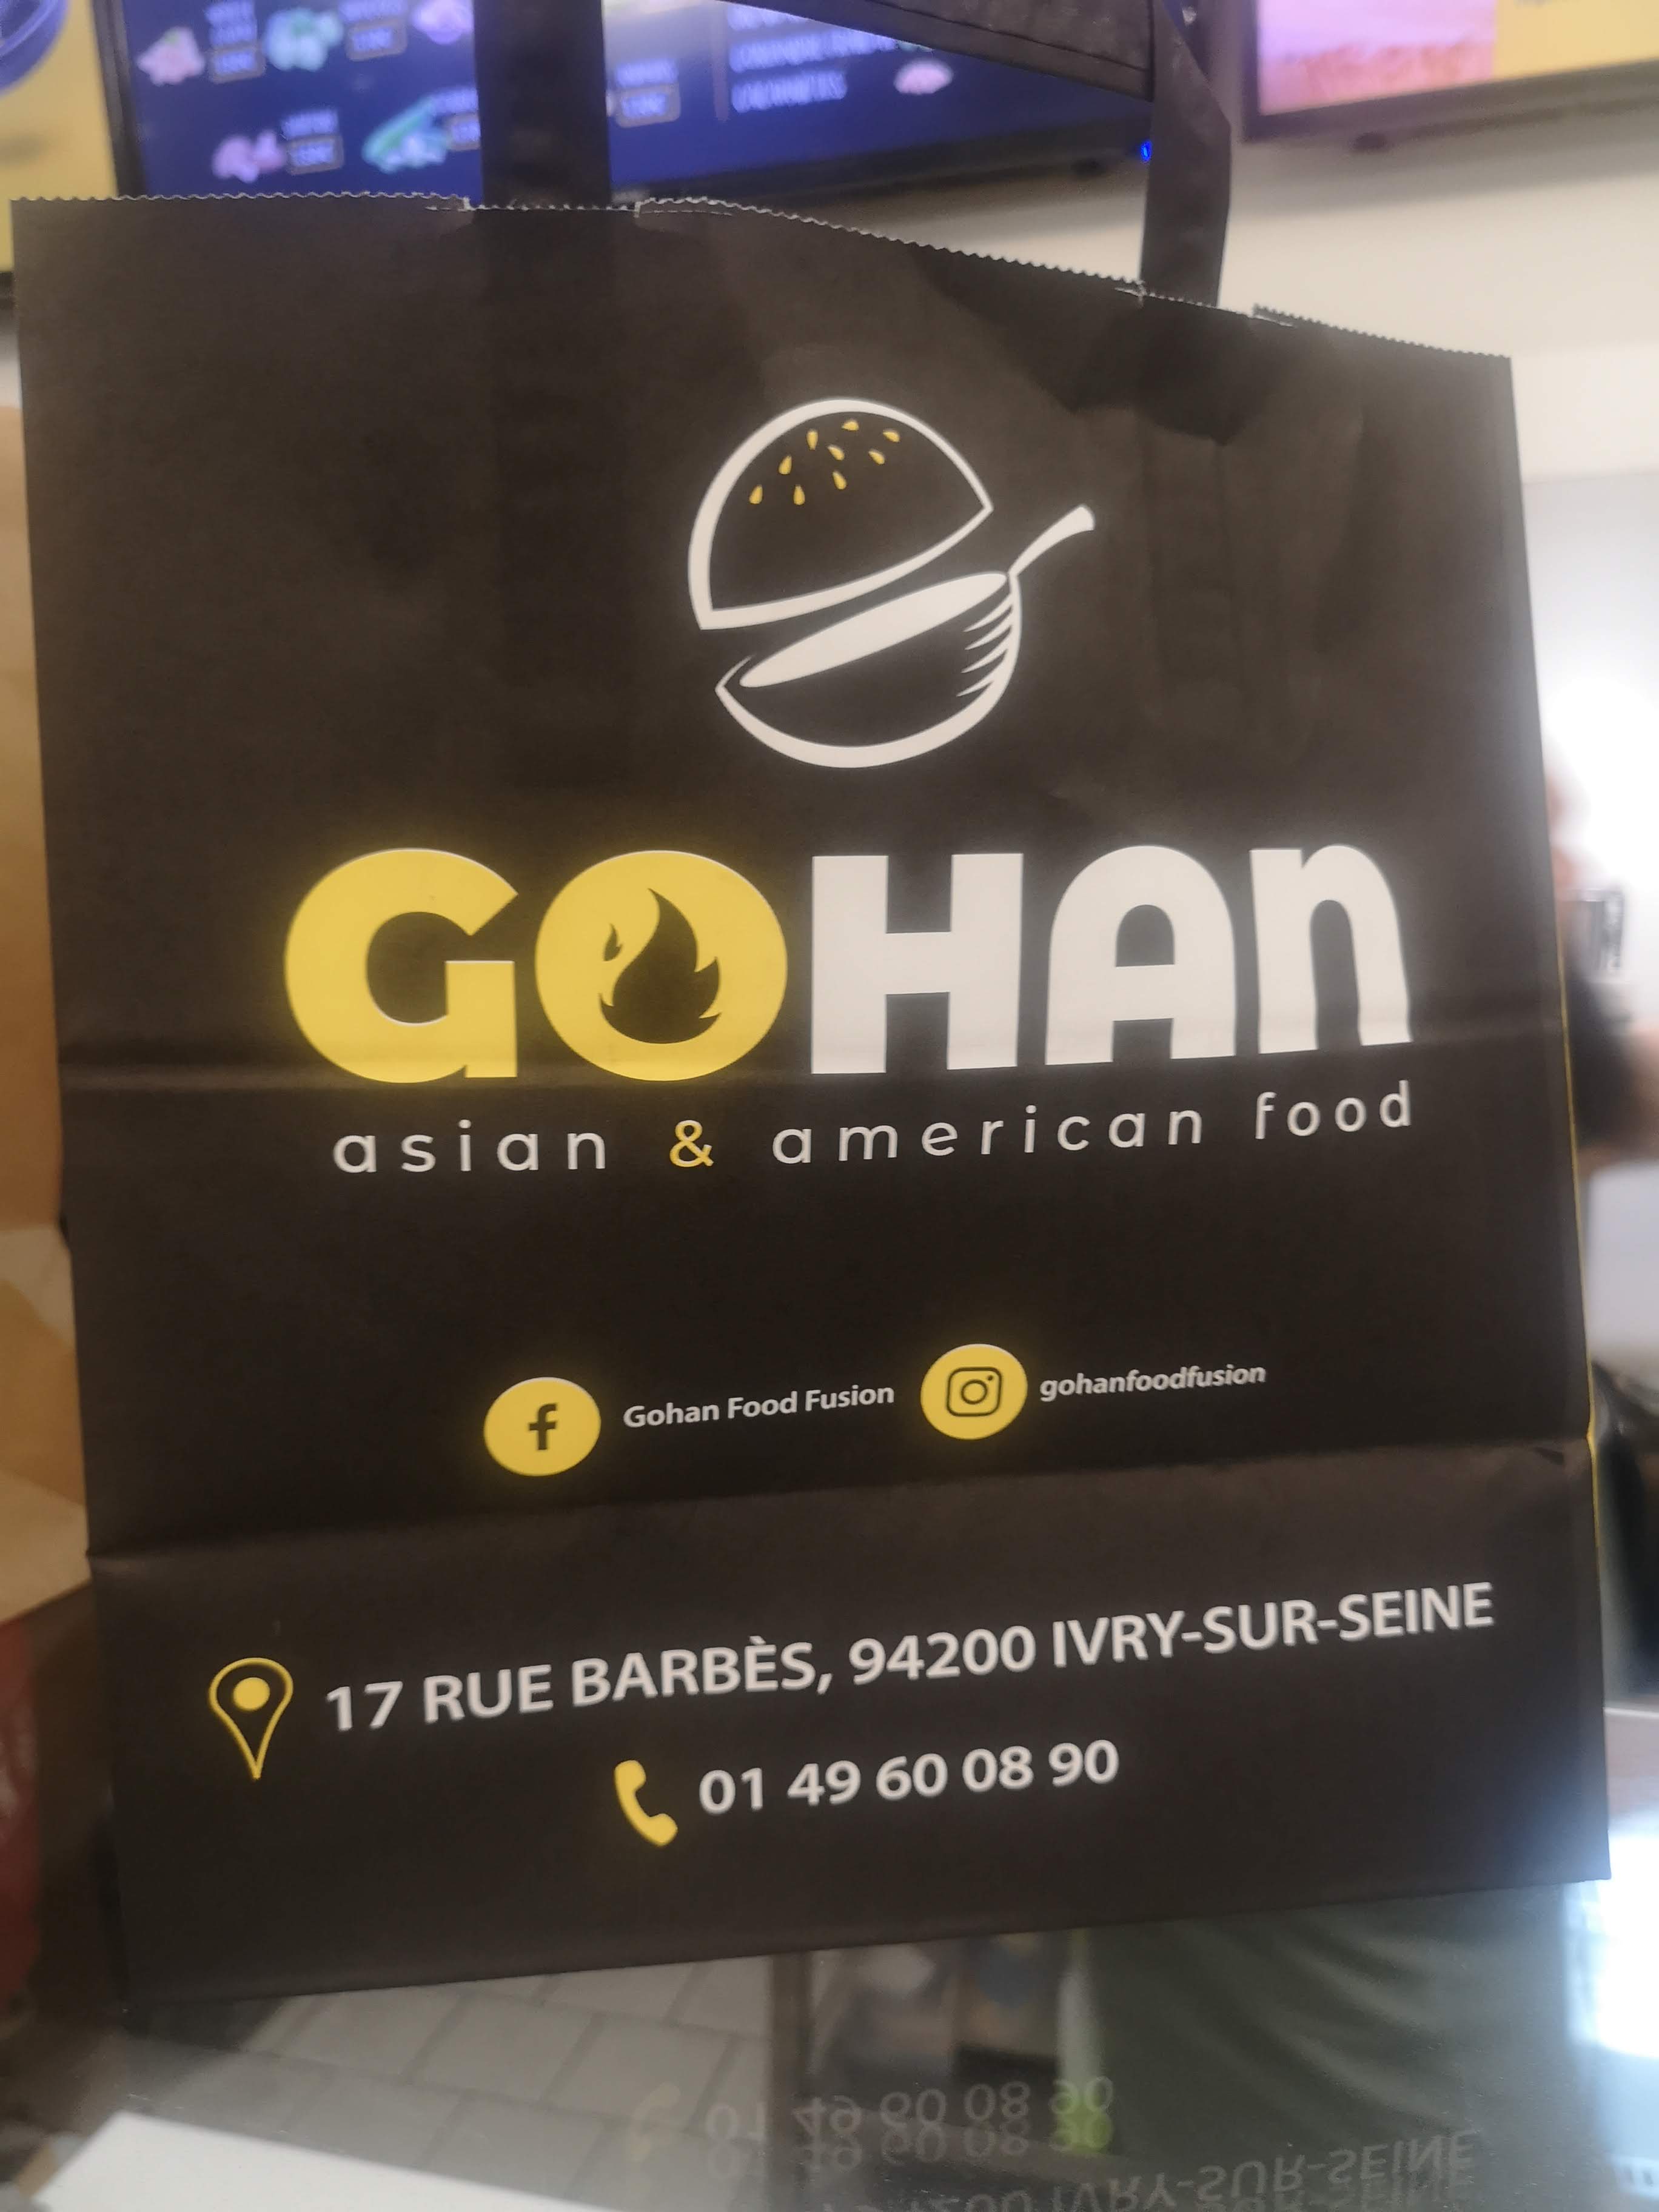 GOHAN
asian & american food
Gohan Food Fusion
gohanfoodfusion
17 RUE BARBÈS, 94200 IVRY-SUR-SEINE
01 49 60 08 90